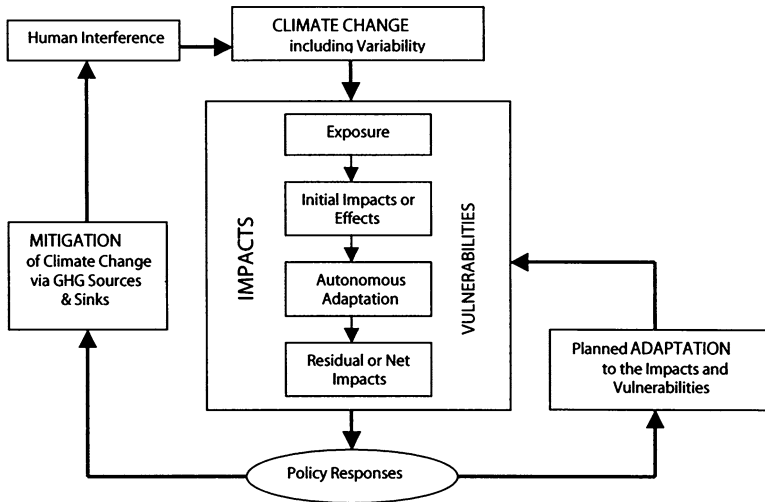 Human Interference
CLIMATE CHANGE
including Variability
Exposure
Initial Impacts or
Effects
Autonomous
Adaptation
Residual or Net
Impacts
IMPACTS
VULNERABILITIES
MITIGATION
of Climate Change
via GHG Sources
& Sinks
Planned ADAPTATION
to the Impacts and
Vulnerabilities
Policy Responses